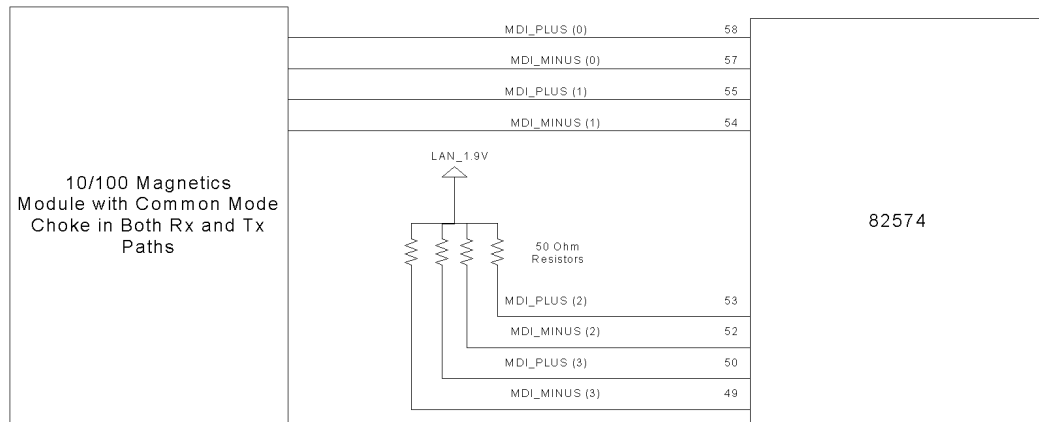 MDI_PLUS (0) 58
MDI_MINUS (0) 57
MDI_PLUS (1) 55
MDI_MINUS (1) 54
LAN_1.9V
10/100 Magnetics
Module with Common Mode
Choke in Both Rx and Tx
Paths
82574
50 Ohm
Resistors
MDI_PLUS (2) 53
MDI_MINUS (2) 52
MDI_PLUS (3) 50
MDI_MINUS (3) 49